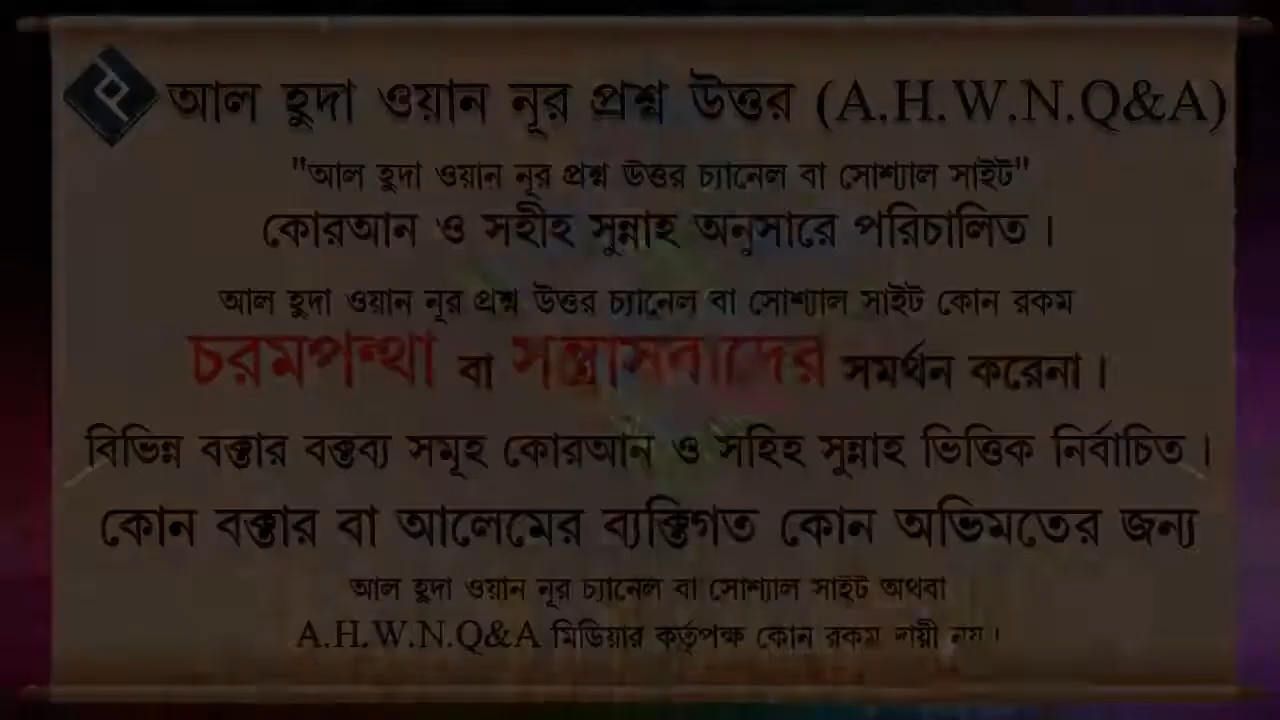 আল হুদা ওয়ান নূর প্রশ্ন উত্তর (A.H.W.N.Q&A)
"আল হুদা ওয়ান নূর প্রশ্ন উত্তর চ্যানেল বা সোশ্যাল সাইট"
কোরআন ও সহীহ সুন্নাহ অনুসারে পরিচালিত।
আল হুদা ওয়ান নূর প্রশ্ন উত্তর চ্যানেল বা সোশ্যাল সাইট কোন রকম
চরমপন্থা বা সন্ত্রাসবাদের সমর্থন করেনা।
বিভিন্ন বক্তার বক্তব্য সমূহ কোরআন ও সহিহ সুন্নাহ ভিত্তিক নির্বাচিত।
কোন বক্তার বা আলেমের ব্যক্তিগত কোন অভিমতের জন্য
আল হুদা ওয়ান নূর চ্যানেল বা সোশ্যাল সাইট অথবা
A.H.W.N.Q&A মিডিয়ার কর্তৃপক্ষ কোন রকম দায়ী নয়।